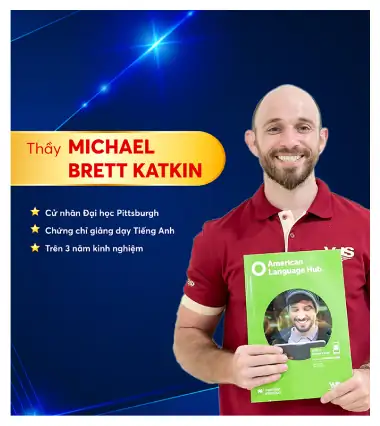 Thầy MICHAEL
BRETT KATKIN
Cử nhân Đại học Pittsburgh
Chứng chỉ giảng dạy Tiếng Anh
Trên 3 năm kinh nghiệm
American
Language Hub